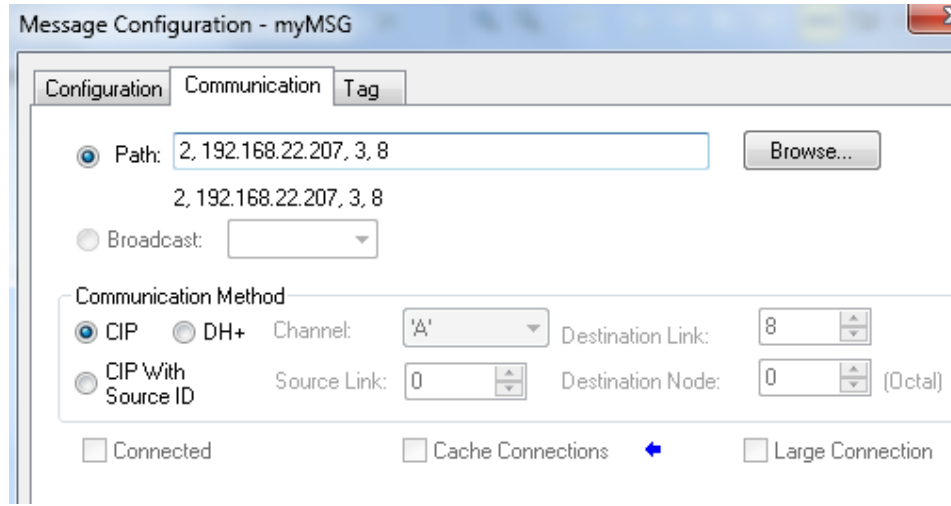 Message Configuration - myMSG
Configuration Communication Tag
Path: 2, 192.168.22.207, 3, 8 Browse...
2, 192.168.22.207, 3, 8
Broadcast:
Communication Method
CIP DH+ Channel: 'A' Destination Link: 8
CIP With
Source ID Source Link: 0 Destination Node: 0 (Octal)
Connected Cache Connections Large Connection